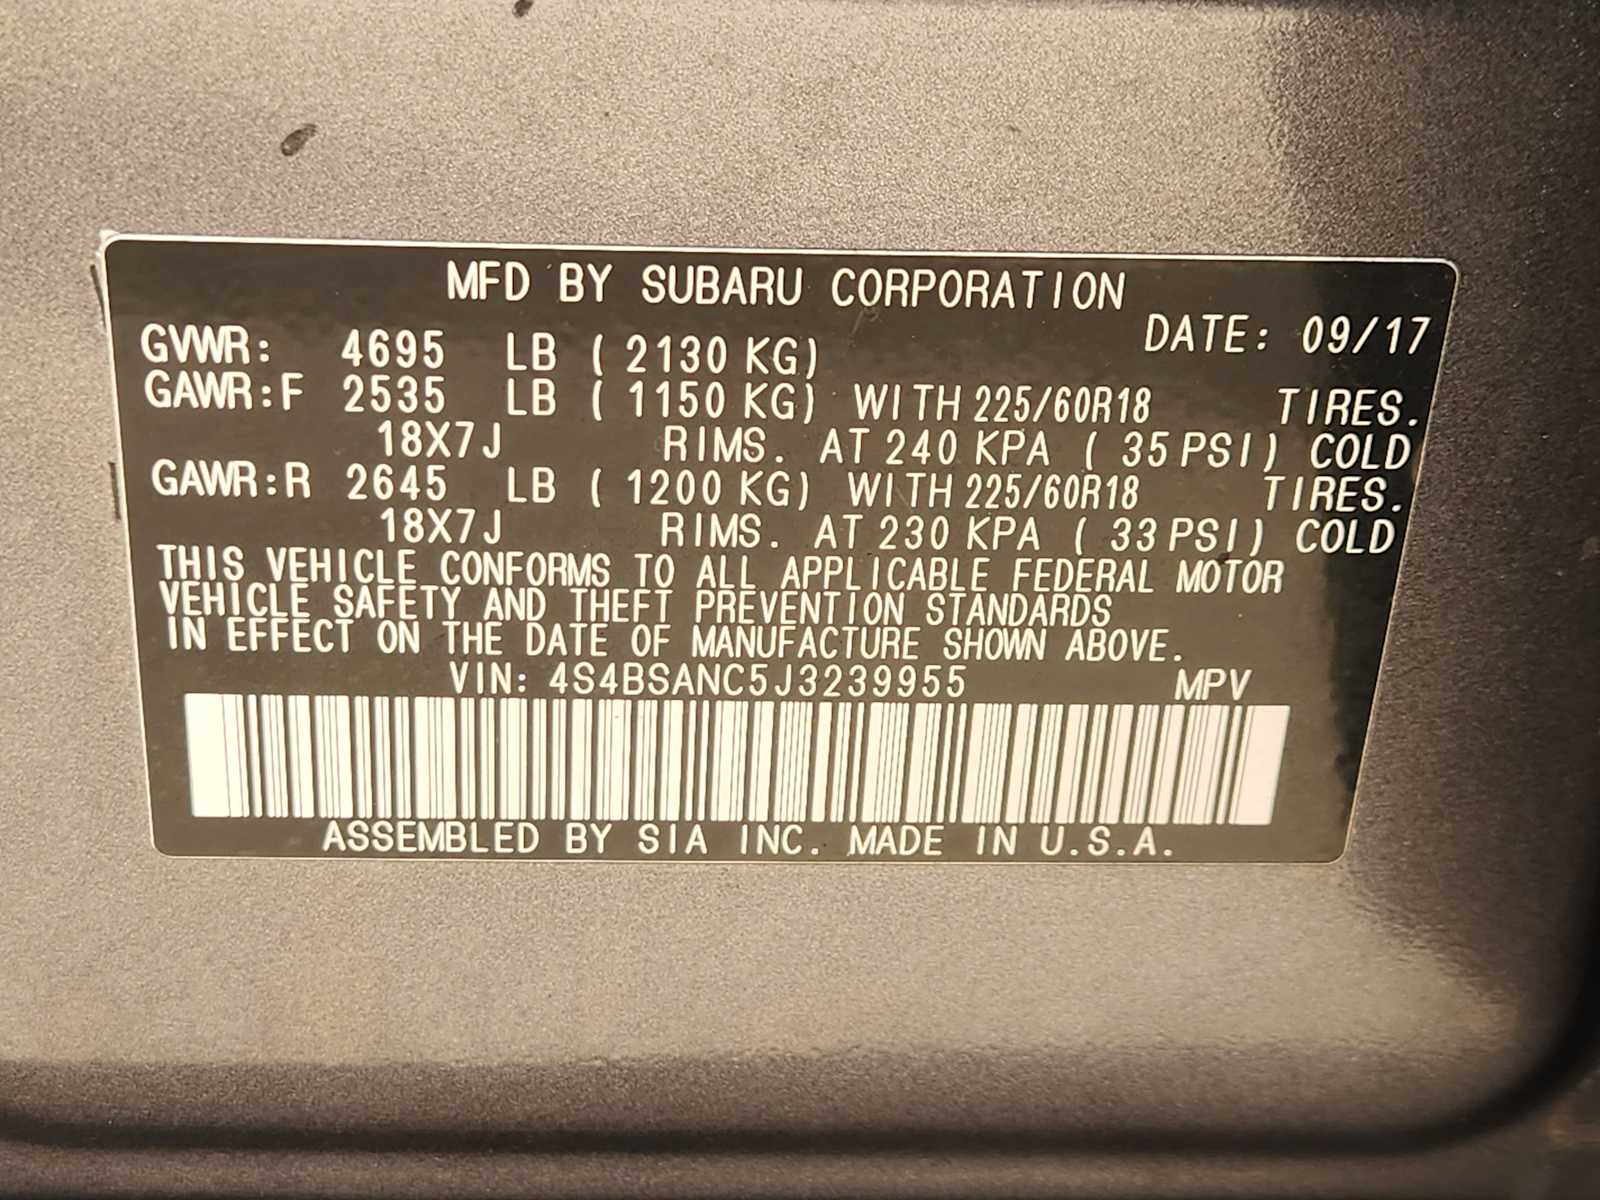 MFD BY SUBARU CORPORATION
DATE: 09/17
GVWR: 4695 LB ( 2130 KG)
GAWR:F 2535 LB ( 1150 KG) WITH 225/60R18 TIRES.
18X7J RIMS. AT 240 KPA ( 35 PSI) COLD
GAWR:R 2645 LB ( 1200 KG) WITH 225/60R18 TIRES.
18X7J RIMS. AT 230 KPA ( 33 PSI) COLD
THIS VEHICLE CONFORMS TO ALL APPLICABLE FEDERAL MOTOR
VEHICLE SAFETY AND THEFT PREVENTION STANDARDS
IN EFFECT ON THE DATE OF MANUFACTURE SHOWN ABOVE.
VIN: 4S4BSANC5J3239955 MPV
ASSEMBLED BY SIA INC. MADE IN U.S.A.